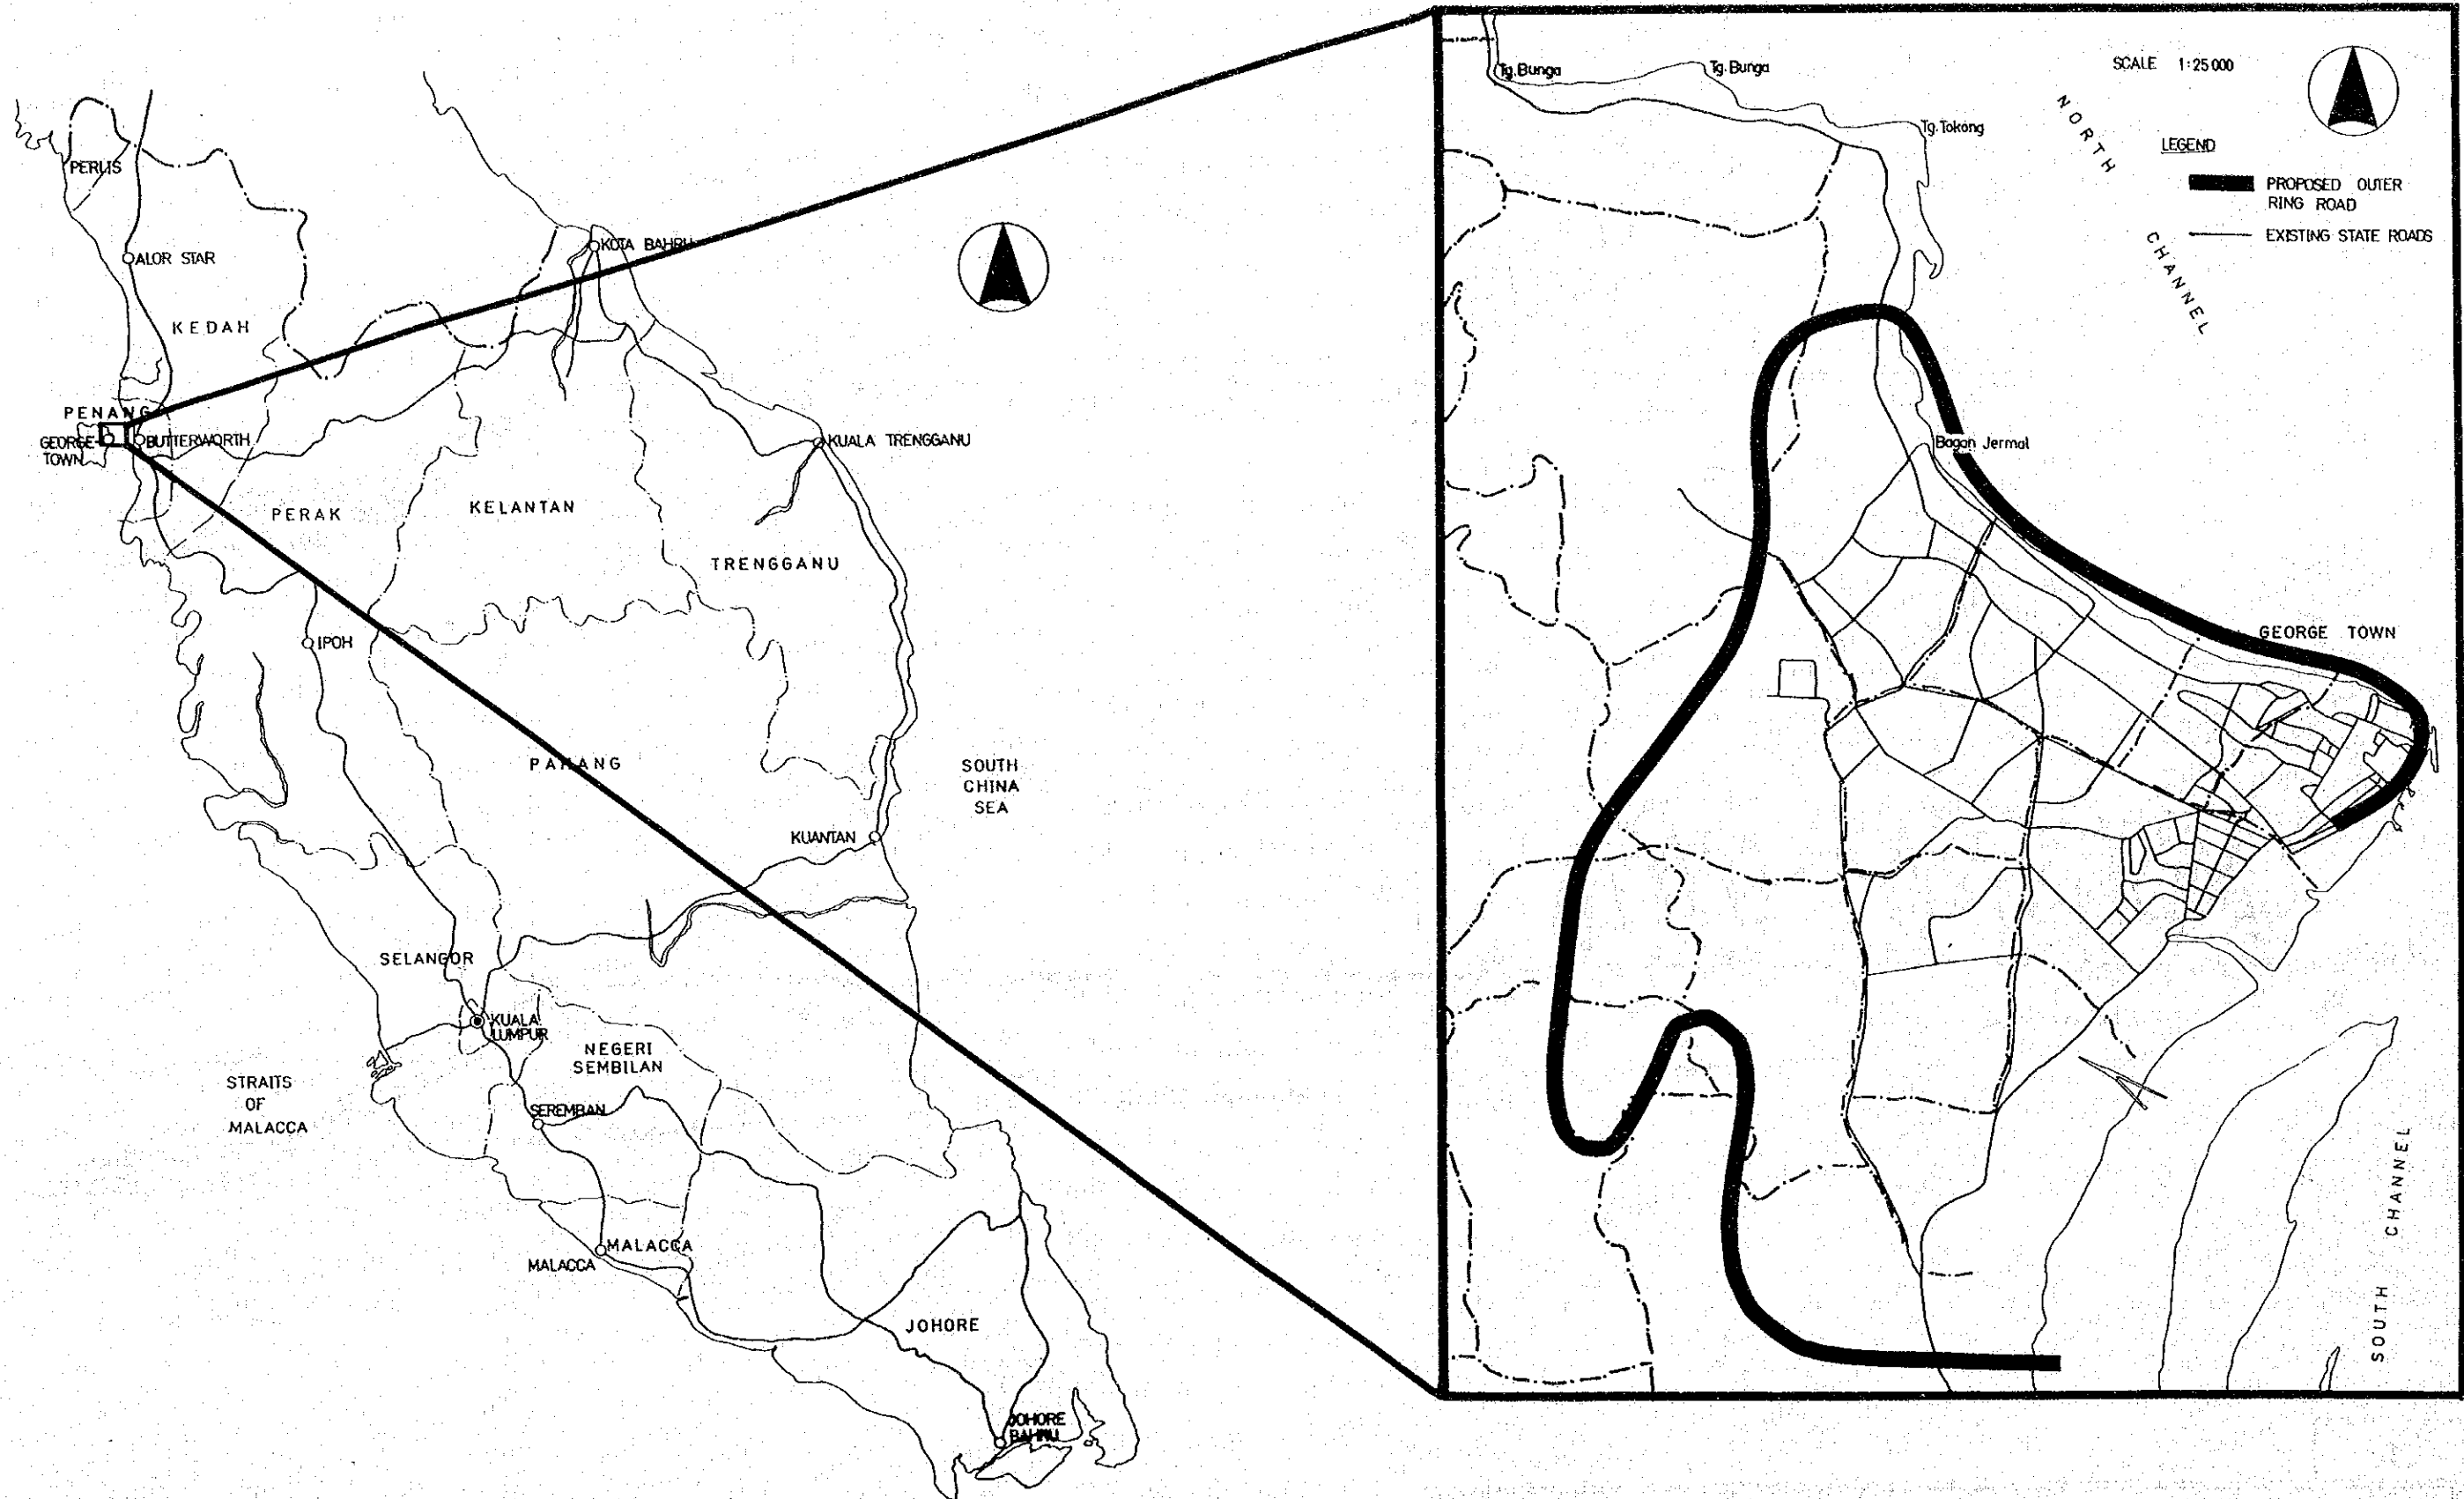 PERLIS
ALOR STAR
KEDAH
KOTA BAHRU
PENANG
GEORGE
TOWN
BUTTERWORTH
KUALA TRENGGANU
PERAK
KELANTAN
TRENGGANU
IPOH
PAHANG
SOUTH
CHINA
SEA
KUANTAN
SELANGOR
KUALA
LUMPUR
NEGERI
SEMBILAN
STRAITS
OF
MALACCA
SEREMBAN
MALACCA
MALACCA
JOHORE
JOHORE
BAHRU
Tg.Bunga
Tg.Bunga
Tg.Tokong
SCALE 1:25000
NORTH CHANNEL
LEGEND
PROPOSED OUTER
RING ROAD
EXISTING STATE ROADS
Bagan Jermal
GEORGE TOWN
SOUTH CHANNEL